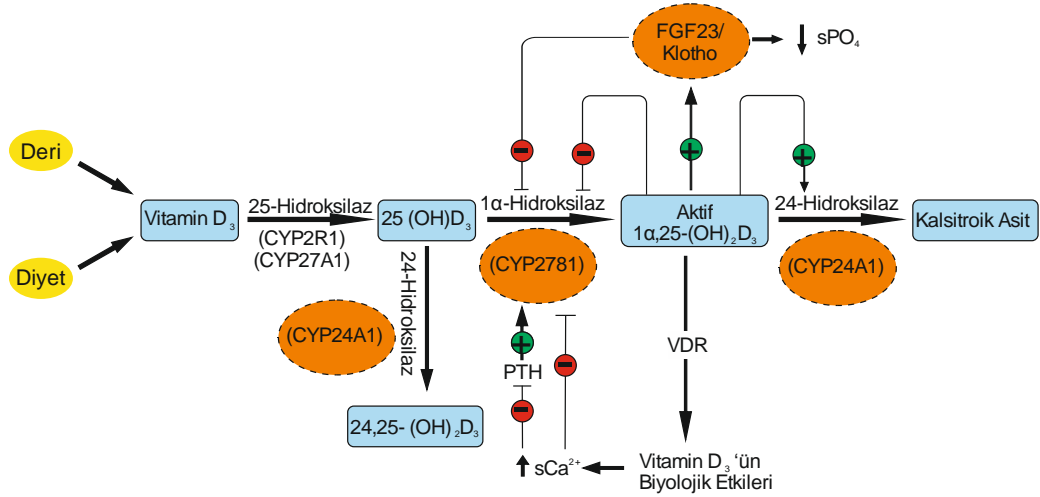 FGF23/
Klotho
sPO₄
Deri
Diyet
Vitamin D₃
25-Hidroksilaz
(CYP2R1)
(CYP27A1)
25 (OH)D₃
24-Hidroksilaz
(CYP24A1)
24,25- (OH)₂D₃
1α-Hidroksilaz
(CYP2781)
PTH
sCa²⁺
Aktif
1α,25-(OH)₂D₃
VDR
Vitamin D₃ ‘ün
Biyolojik Etkileri
24-Hidroksilaz
(CYP24A1)
Kalsitroik Asit